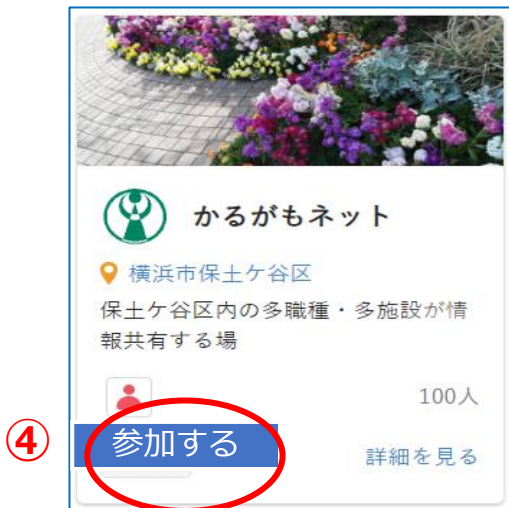 かるがもネット
横浜市保土ケ谷区
保土ケ谷区内の多職種・多施設が情
報共有する場
100人
④
参加する
詳細を見る